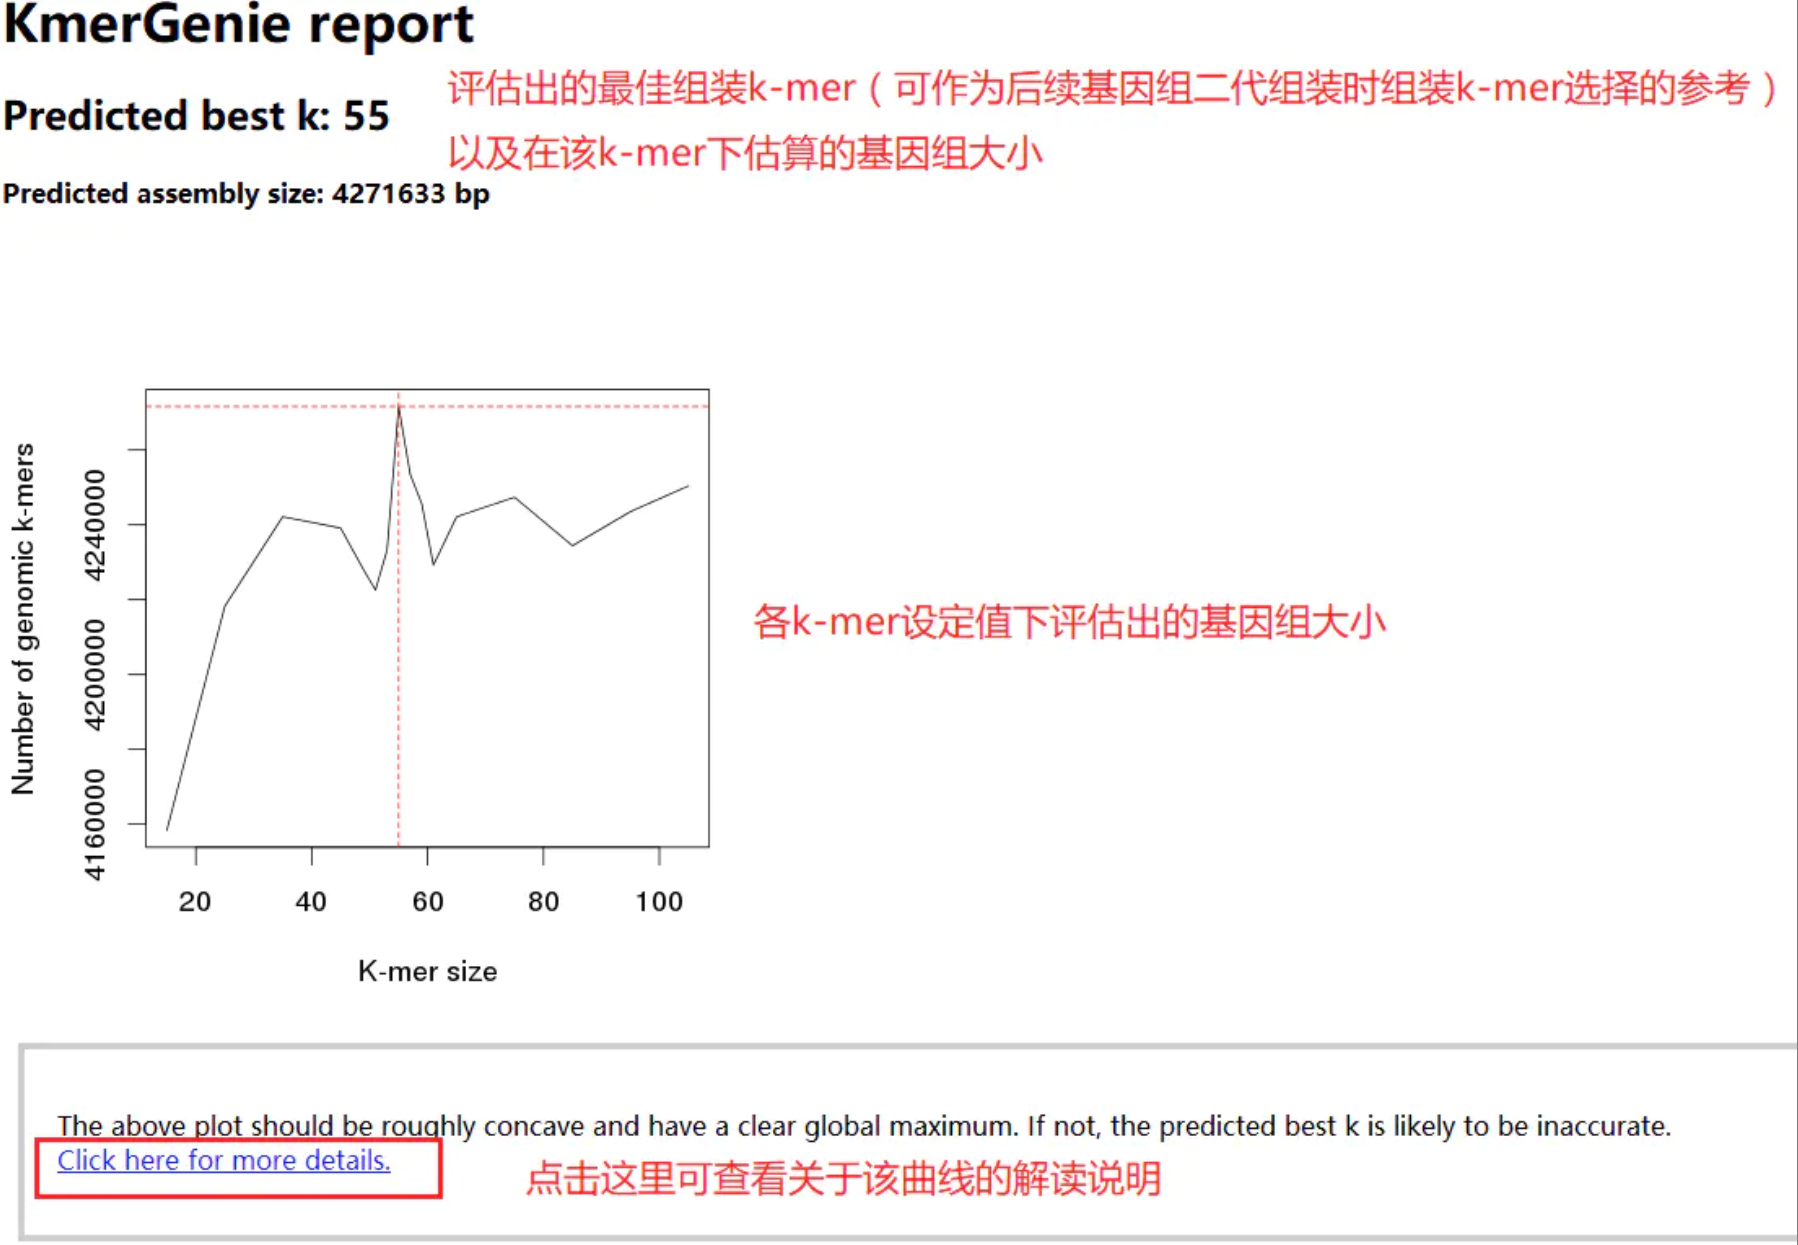 KmerGenie report
评估出的最佳组装k-mer（可作为后续基因组二代组装时组装k-mer选择的参考）
Predicted best k: 55
以及在该k-mer下估算的基因组大小
Predicted assembly size: 4271633 bp
Number of genomic k-mers
4240000
4200000
4160000
各k-mer设定值下评估出的基因组大小
20 40 60 80 100
K-mer size
The above plot should be roughly concave and have a clear global maximum. If not, the predicted best k is likely to be inaccurate.
Click here for more details.
点击这里可查看关于该曲线的解读说明